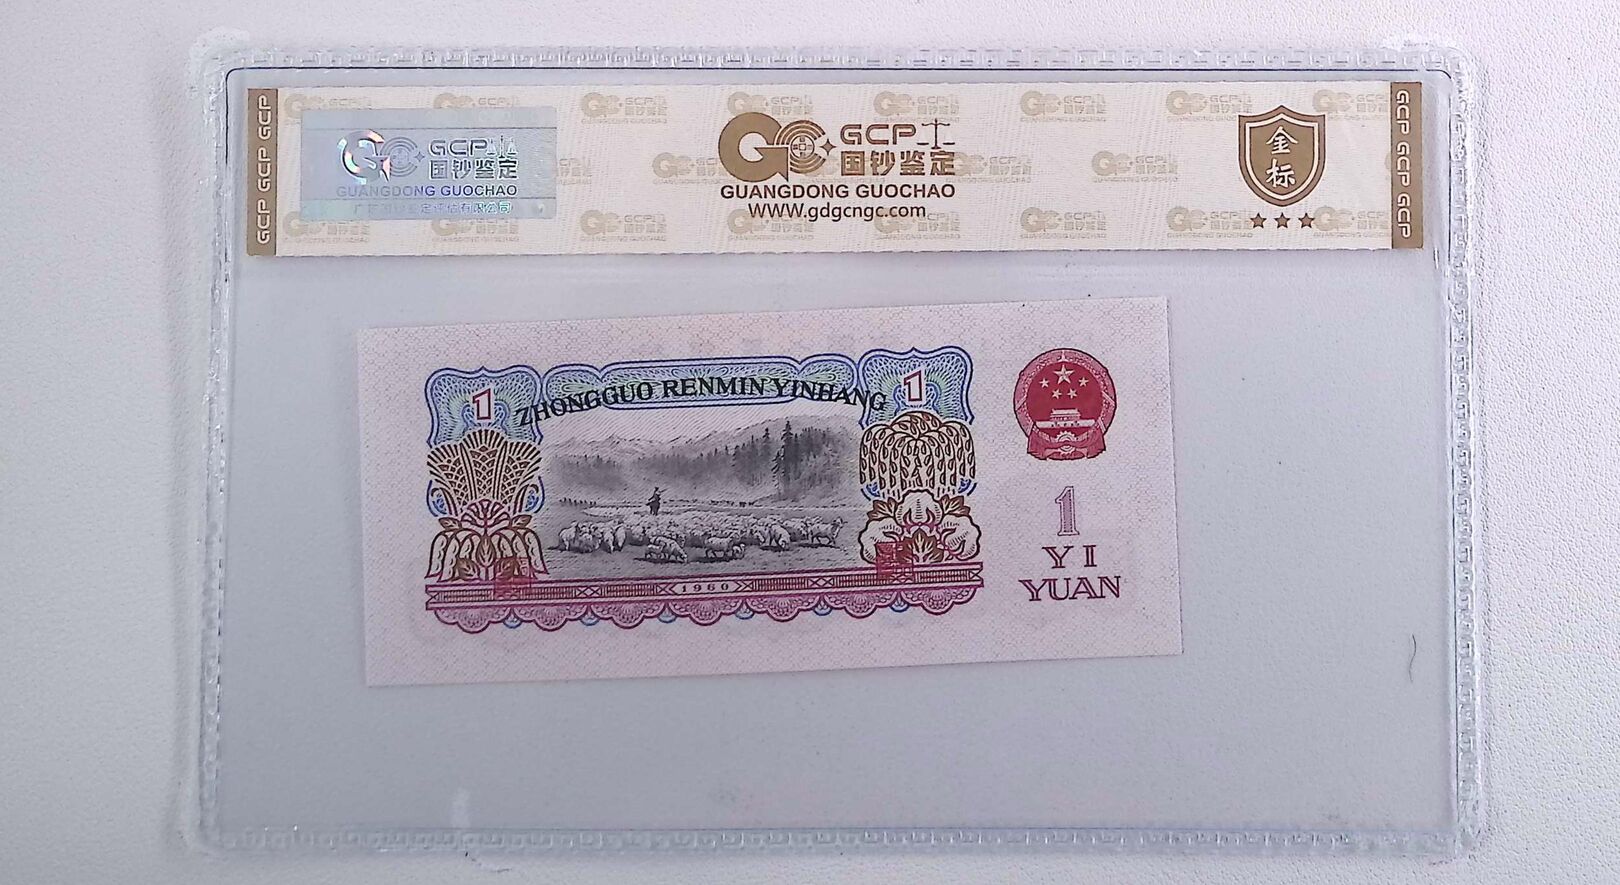 GCP GCP GCP
GCP
国钞鉴定
GUANGDONG GUOCHAO
GCP
国钞鉴定
GUANGDONG GUOCHAO
WWW.gdgcngc.com
金标
GCP GCP GCP
ZHONGGUO RENMIN YINHANG
1
1
1960
1
YI
YUAN